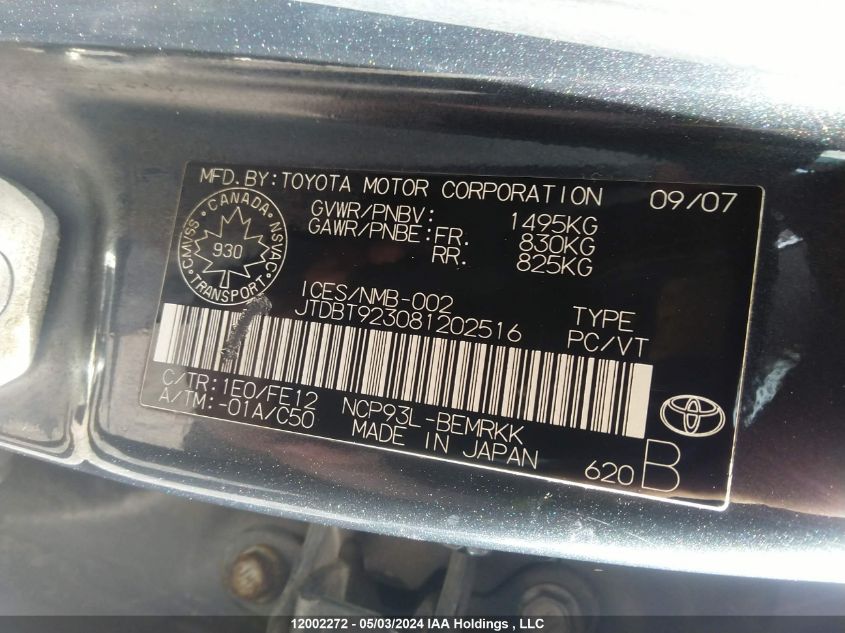 MFD.BY:TOYOTA MOTOR CORPORATION 09/07
GVWR/PNBV: 1495KG
GAWR/PNBE:FR. 830KG
RR. 825KG
CMVSS · CANADA · NSVAC
930
TRANSPORT
ICES/NMB-002
JTDBT923081202516
TYPE
PC/VT
C/TR:1E0/FE12
A/TM:-01A/C50
NCP93L-BEMRKK
MADE IN JAPAN
620 B
12002272 - 05/03/2024 IAA Holdings , LLC